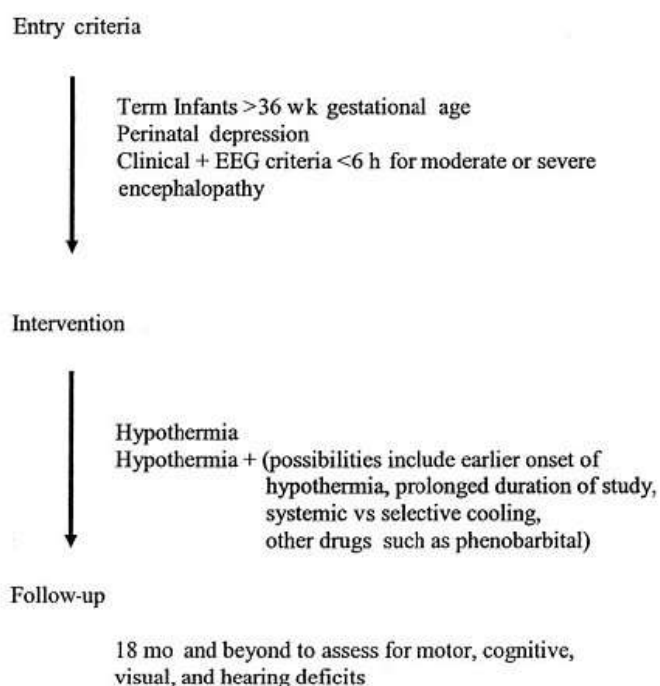 Entry criteria
Term Infants >36 wk gestational age
Perinatal depression
Clinical + EEG criteria <6 h for moderate or severe
encephalopathy
Intervention
Hypothermia
Hypothermia + (possibilities include earlier onset of
hypothermia, prolonged duration of study,
systemic vs selective cooling,
other drugs such as phenobarbital)
Follow-up
18 mo and beyond to assess for motor, cognitive,
visual, and hearing deficits